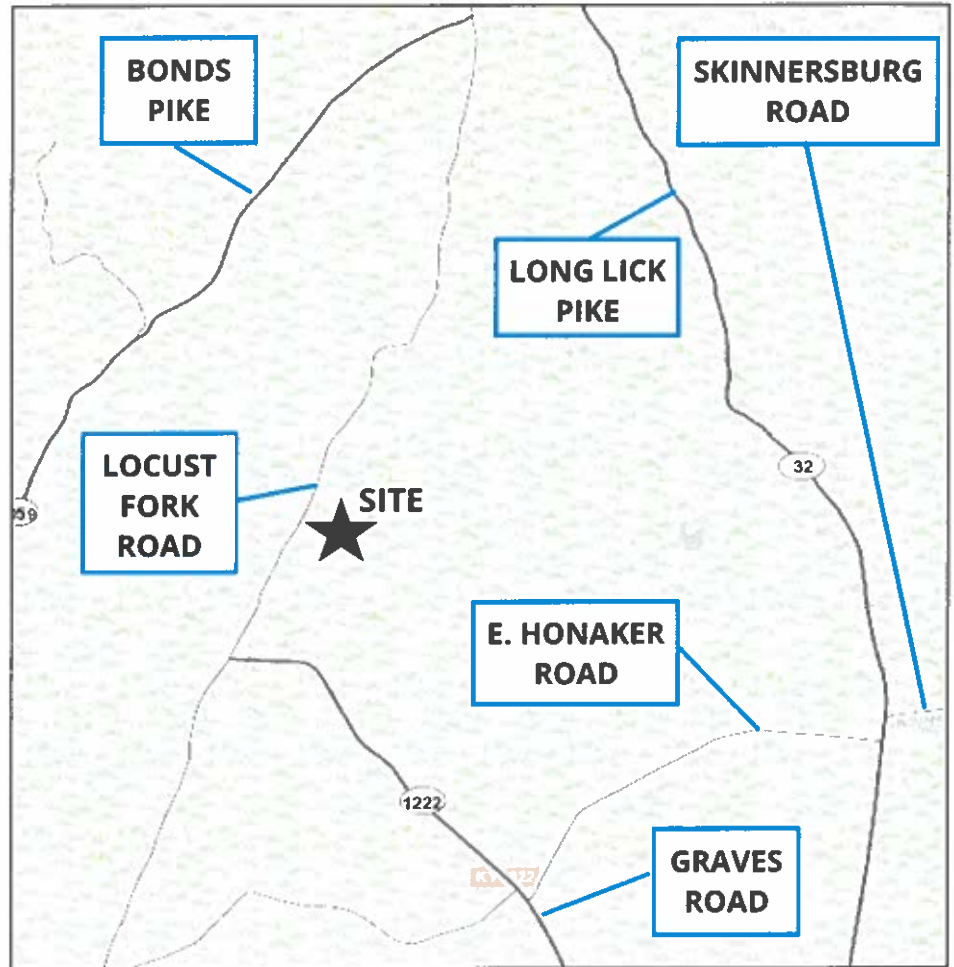 BONDS
PIKE
SKINNERSBURG
ROAD
LONG LICK
PIKE
LOCUST
FORK
ROAD
SITE
32
E. HONAKER
ROAD
1222
GRAVES
ROAD